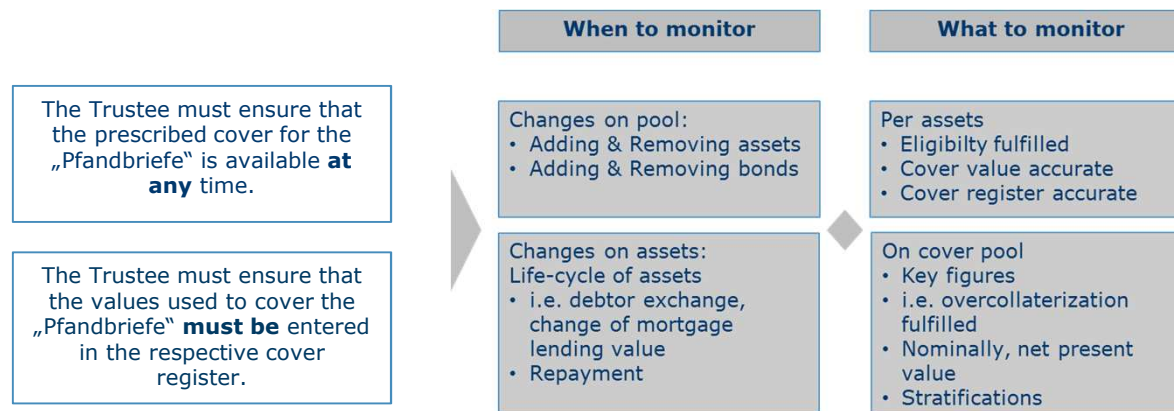 The Trustee must ensure that
the prescribed cover for the
„Pfandbriefe“ is available at
any time.
The Trustee must ensure that
the values used to cover the
„Pfandbriefe“ must be entered
in the respective cover
register.
When to monitor
Changes on pool:
• Adding & Removing assets
• Adding & Removing bonds
Changes on assets:
Life-cycle of assets
• i.e. debtor exchange,
change of mortgage
lending value
• Repayment
What to monitor
Per assets
• Eligibilty fulfilled
• Cover value accurate
• Cover register accurate
On cover pool
• Key figures
• i.e. overcollaterization
fulfilled
• Nominally, net present
value
• Stratifications